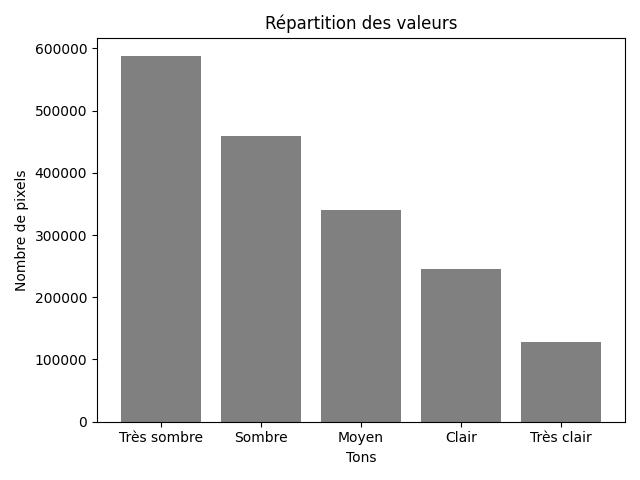 Répartition des valeurs
Nombre de pixels
600000
500000
400000
300000
200000
100000
0
Très sombre
Sombre
Moyen
Clair
Très clair
Tons